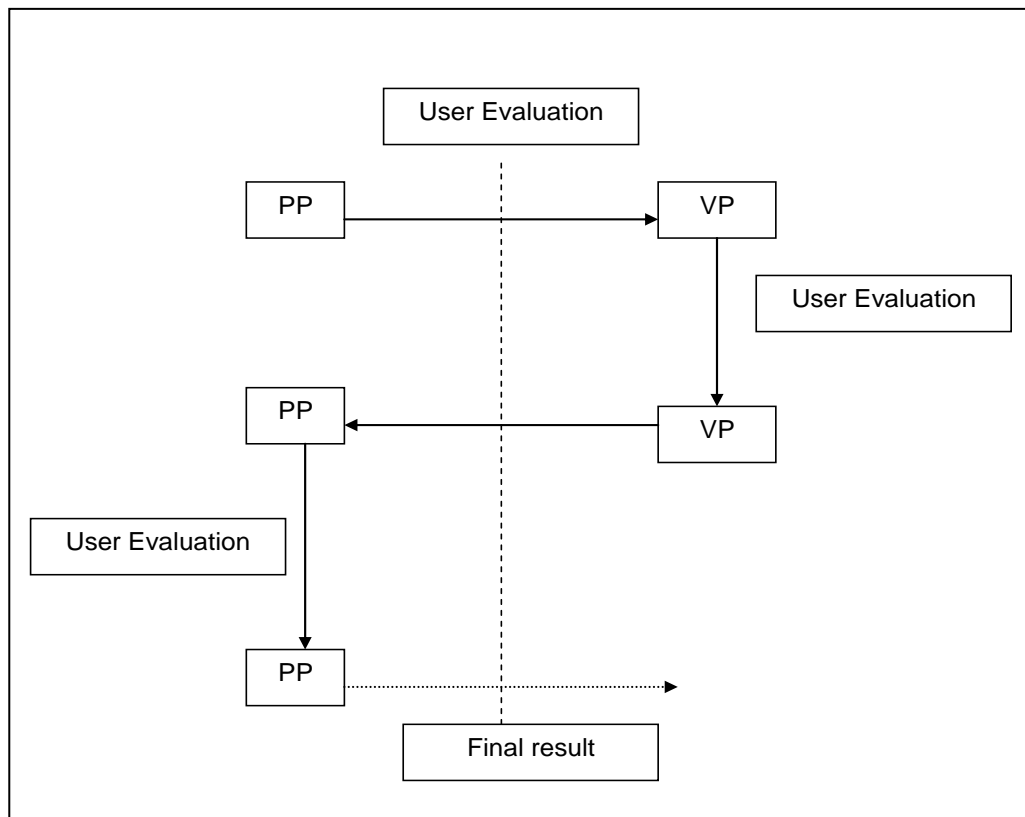 User Evaluation
PP
VP
User Evaluation
PP
VP
User Evaluation
PP
Final result